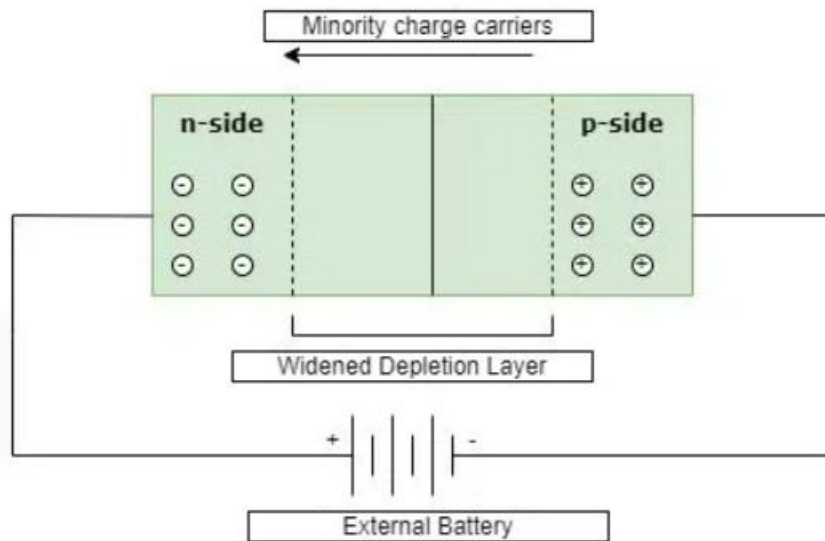 Minority charge carriers
n-side
p-side
- -
+ +
- -
+ +
- -
+ +
Widened Depletion Layer
+ -
External Battery